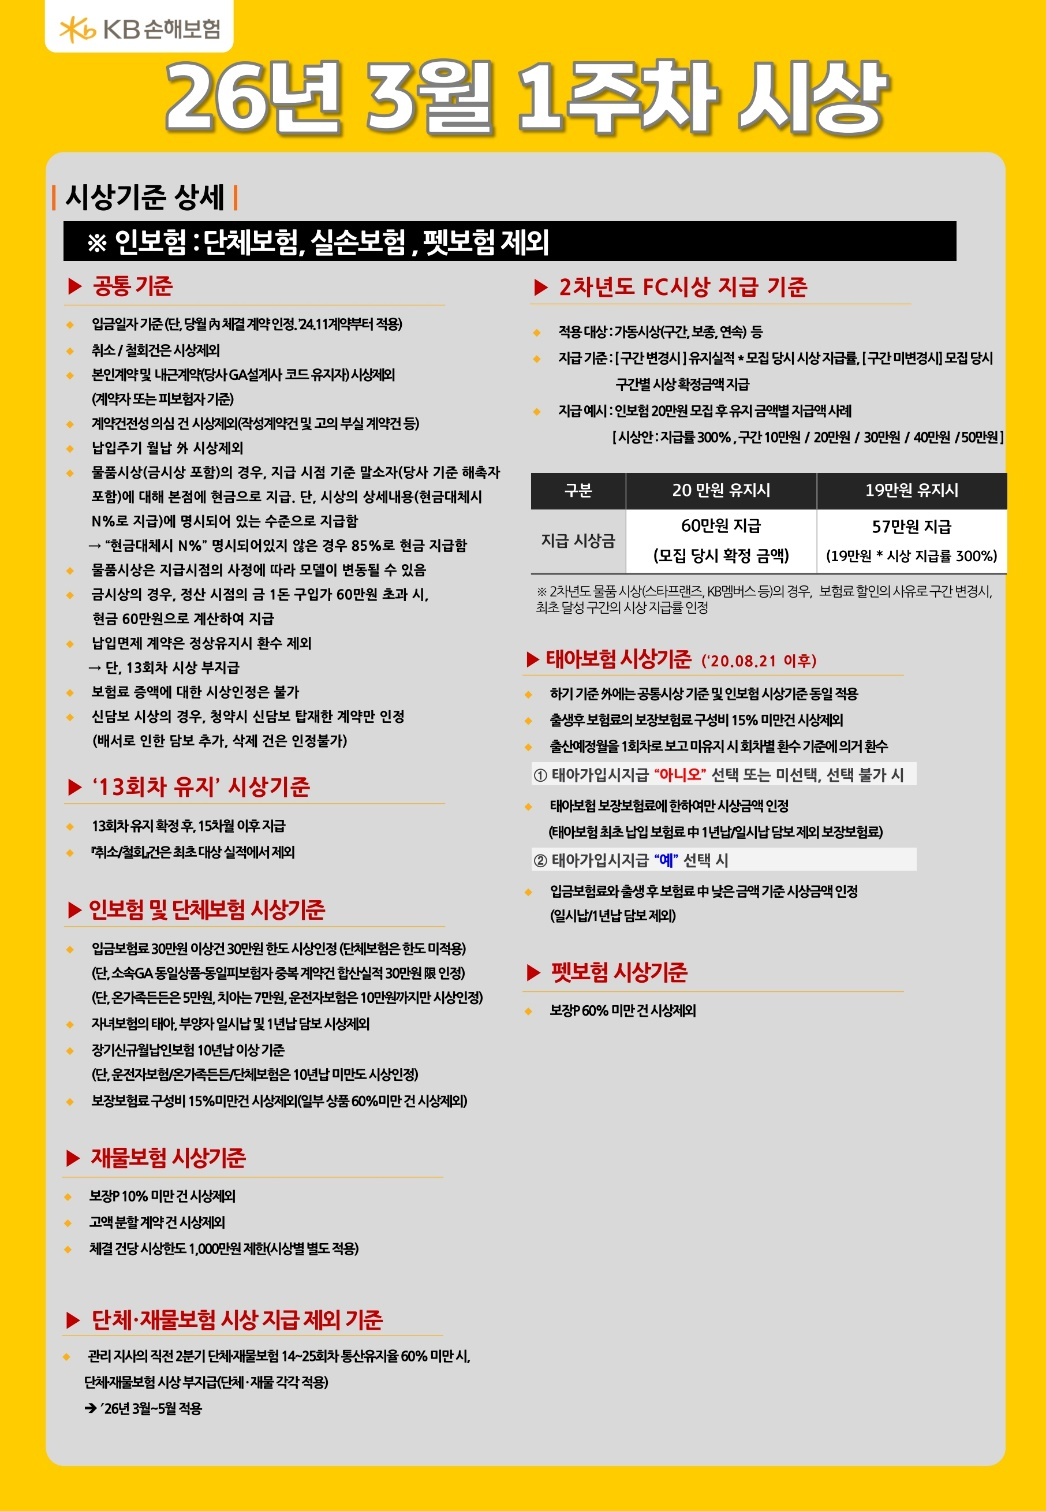 KB손해보험
26년 3월 1주차 시상
시상기준 상세
※ 인보험 : 단체보험, 실손보험 , 펫보험 제외
▶ 공통 기준
입금일자 기준 (단, 당월 內 체결 계약 인정. '24.11계약부터 적용)
취소 / 철회건은 시상제외
본인계약 및 내근계약(당사 GA설계사 코드 유지자) 시상제외
(계약자 또는 피보험자 기준)
계약건전성 의심 건 시상제외(작성계약건 및 고의 부실 계약건 등)
납입주기 월납 外 시상제외
물품시상(금시상 포함)의 경우, 지급 시점 기준 말소자(당사 기준 해촉자
포함)에 대해 본점에 현금으로 지급. 단, 시상의 상세내용(현금대체시
N%로 지급)에 명시되어 있는 수준으로 지급함
→ “현금대체시 N%” 명시되어있지 않은 경우 85%로 현금 지급함
물품시상은 지급시점의 사정에 따라 모델이 변동될 수 있음
금시상의 경우, 정산 시점의 금 1돈 구입가 60만원 초과 시,
현금 60만원으로 계산하여 지급
납입면제 계약은 정상유지시 환수 제외
→ 단, 13회차 시상 부지급
보험료 증액에 대한 시상인정은 불가
신담보 시상의 경우, 청약시 신담보 탑재한 계약만 인정
(배서로 인한 담보 추가, 삭제 건은 인정불가)
▶ ‘13회차 유지’ 시상기준
13회차 유지 확정 후, 15차월 이후 지급
『취소/철회』건은 최초 대상 실적에서 제외
▶ 인보험 및 단체보험 시상기준
입금보험료 30만원 이상건 30만원 한도 시상인정 (단체보험은 한도 미적용)
(단, 소속GA 동일상품-동일피보험자 중복 계약건 합산실적 30만원 限 인정)
(단, 온가족든든은 5만원, 치아는 7만원, 운전자보험은 10만원까지만 시상인정)
자녀보험의 태아, 부양자 일시납 및 1년납 담보 시상제외
장기신규월납인보험 10년납 이상 기준
(단, 운전자보험/온가족든든/단체보험은 10년납 미만도 시상인정)
보장보험료 구성비 15%미만건 시상제외(일부 상품 60%미만 건 시상제외)
▶ 재물보험 시상기준
보장P 10% 미만 건 시상제외
고액 분할 계약 건 시상제외
체결 건당 시상한도 1,000만원 제한(시상별 별도 적용)
▶ 단체·재물보험 시상 지급 제외 기준
관리 지사의 직전 2분기 단체·재물보험 14~25회차 통산유지율 60% 미만 시,
단체·재물보험 시상 부지급(단체·재물 각각 적용)
➔ ’26년 3월~5월 적용
▶ 2차년도 FC시상 지급 기준
적용 대상 : 가동시상(구간, 보종, 연속) 등
지급 기준 : [ 구간 변경시 ] 유지실적 * 모집 당시 시상 지급률, [ 구간 미변경시] 모집 당시
구간별 시상 확정금액 지급
지급 예시 : 인보험 20만원 모집 후 유지 금액별 지급액 사례
[ 시상안 : 지급률 300% , 구간 10만원 / 20만원 / 30만원 / 40만원 / 50만원 ]
구분 20 만원 유지시 19만원 유지시
지급 시상금 60만원 지급 57만원 지급
(모집 당시 확정 금액) (19만원 * 시상 지급률 300%)
※ 2차년도 물품 시상(스타프랜즈, KB멤버스 등)의 경우, 보험료 할인의 사유로 구간 변경시,
최초 달성 구간의 시상 지급률 인정
▶ 태아보험 시상기준 (‘20.08.21 이후)
하기 기준 外에는 공통시상 기준 및 인보험 시상기준 동일 적용
출생후 보험료의 보장보험료 구성비 15% 미만건 시상제외
출산예정월을 1회차로 보고 미유지 시 회차별 환수 기준에 의거 환수
① 태아가입시지급 “아니오” 선택 또는 미선택, 선택 불가 시
태아보험 보장보험료에 한하여만 시상금액 인정
(태아보험 최초 납입 보험료 中 1년납/일시납 담보 제외 보장보험료)
② 태아가입시지급 “예” 선택 시
입금보험료와 출생 후 보험료 中 낮은 금액 기준 시상금액 인정
(일시납/1년납 담보 제외)
▶ 펫보험 시상기준
보장P 60% 미만 건 시상제외